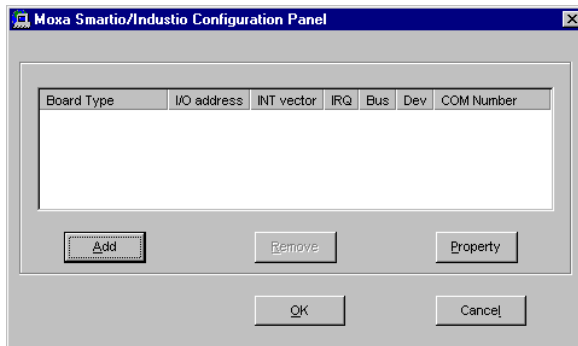 Moxa Smartio/Industio Configuration Panel
Board Type I/O address INT vector IRQ Bus Dev COM Number
Add Remove Property
OK Cancel